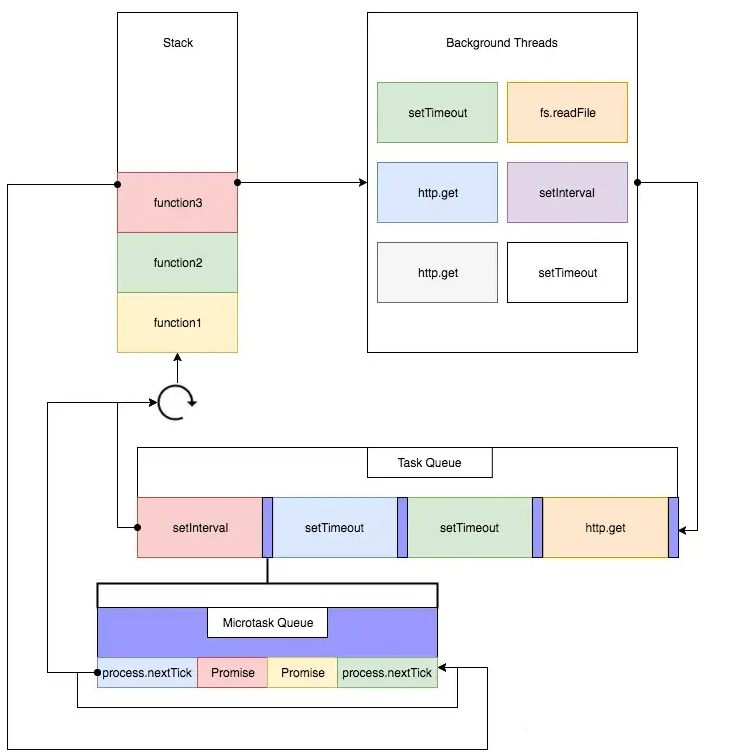 Stack
Background Threads
setTimeout
fs.readFile
function3
http.get
setInterval
function2
http.get
setTimeout
function1
Task Queue
setInterval
setTimeout
setTimeout
http.get
Microtask Queue
process.nextTick
Promise
Promise
process.nextTick